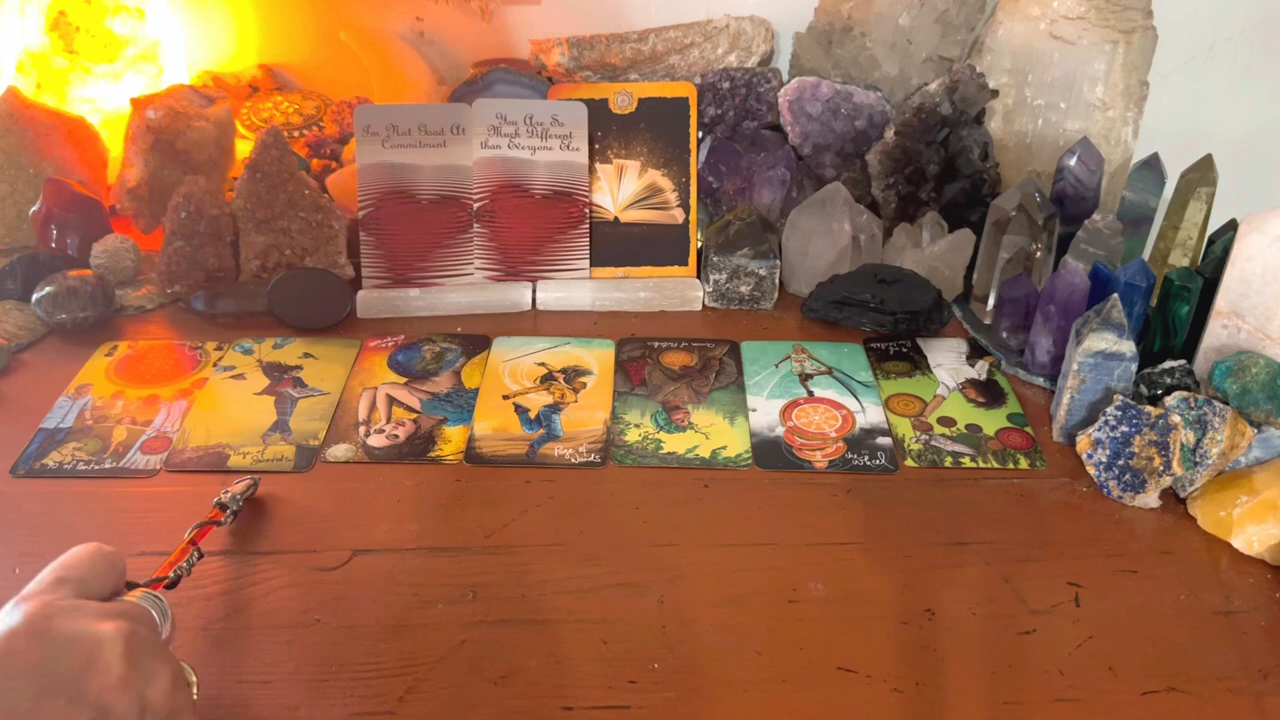 I'm Not Good At
Commitment
You Are So
Much Different
than Everyone Else
10 of Pentacles
Page of
Swords
Page of
Wands
Queen of Pentacles
the
Wheel